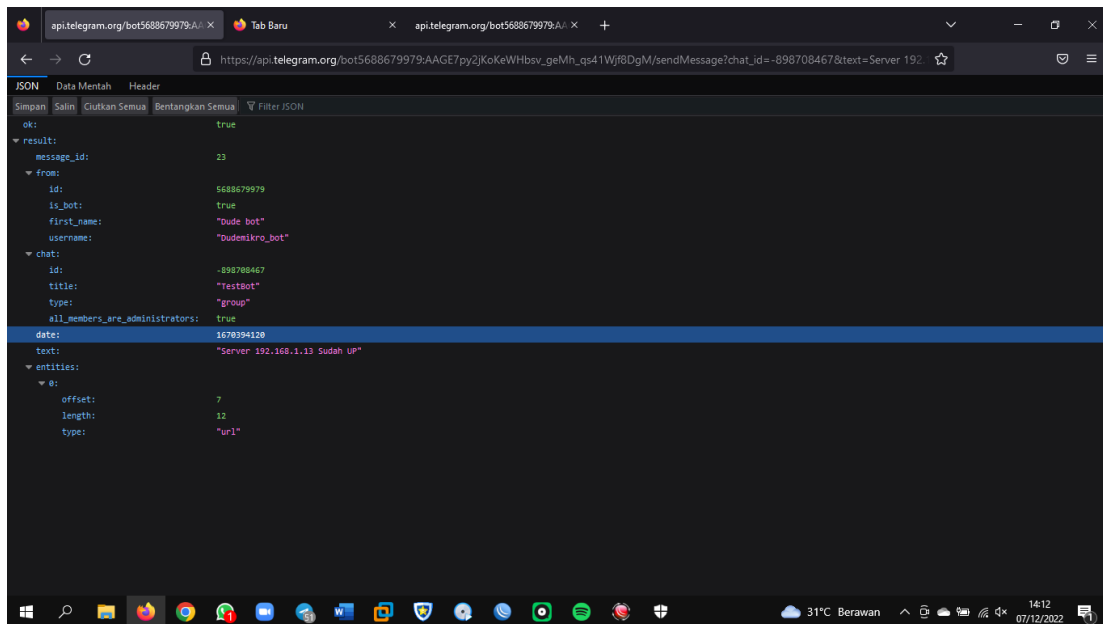 api.telegram.org/bot5688679979:AA
Tab Baru
api.telegram.org/bot5688679979:AA
https://api.telegram.org/bot5688679979:AAGE7py2jKoKeWHbsv_geMh_qs41Wjf8DgM/sendMessage?chat_id=-898708467&text=Server 192.
JSON Data Mentah Header
Simpan Salin Ciutkan Semua Bentangkan Semua Filter JSON
ok: true
result:
message_id: 23
from:
id: 5688679979
is_bot: true
first_name: "Dude bot"
username: "Dudemikro_bot"
chat:
id: -898708467
title: "TestBot"
type: "group"
all_members_are_administrators: true
date: 1670394120
text: "Server 192.168.1.13 Sudah UP"
entities:
0:
offset: 7
length: 12
type: "url"
31°C Berawan
14:12
07/12/2022